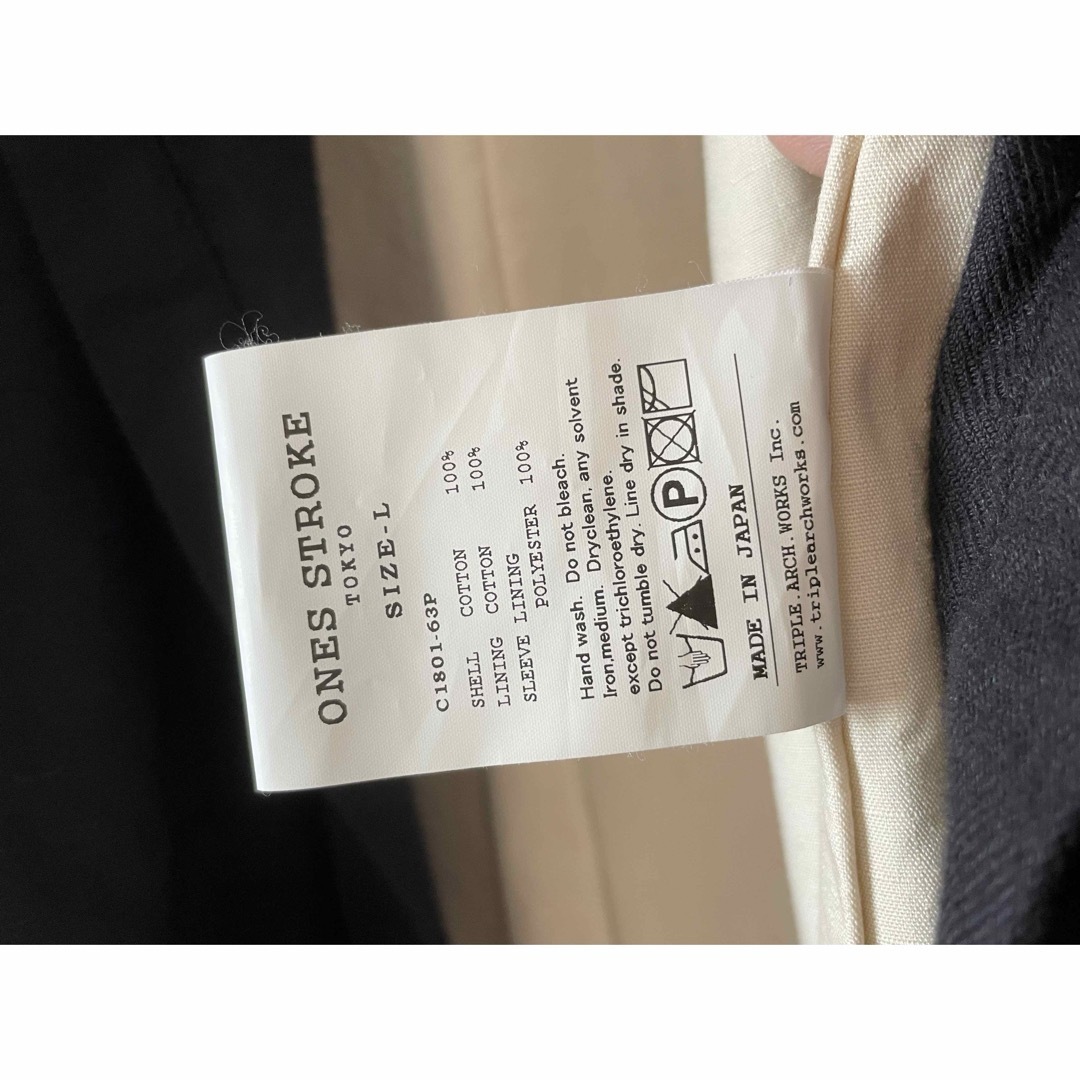 ONES STROKE
TOKYO
SIZE-L
C1801-63P
SHELL COTTON 100%
LINING COTTON 100%
SLEEVE LINING
POLYESTER 100%
Hand wash. Do not bleach.
Iron,medium. Dryclean, any solvent
except trichloroethylene.
Do not tumble dry. Line dry in shade.
P
MADE IN JAPAN
TRIPLE.ARCH.WORKS Inc.
www.triplearchworks.com